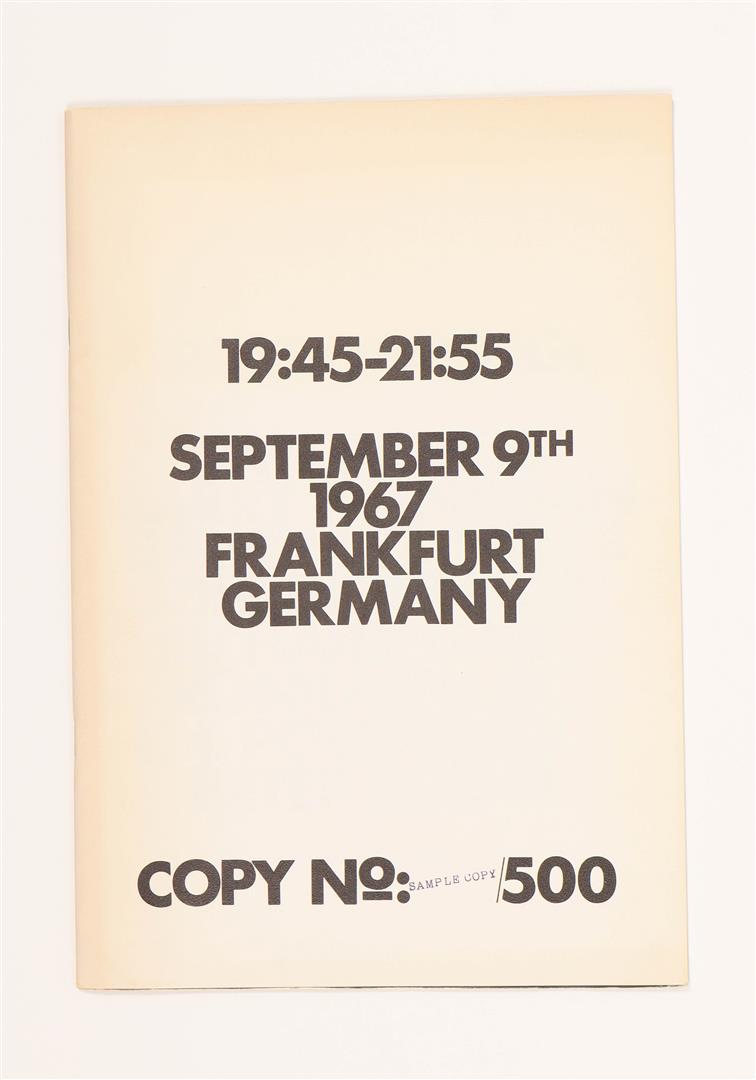 19:45-21:55
SEPTEMBER 9TH
1967
FRANKFURT
GERMANY
COPY Nº: SAMPLE COPY/500